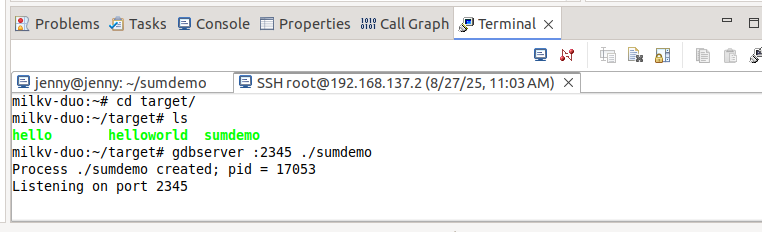 Problems Tasks Console Properties Call Graph Terminal
jenny@jenny: ~/sumdemo SSH root@192.168.137.2 (8/27/25, 11:03 AM)
milkv-duo:~# cd target/
milkv-duo:~/target# ls
hello       helloworld  sumdemo
milkv-duo:~/target# gdbserver :2345 ./sumdemo
Process ./sumdemo created; pid = 17053
Listening on port 2345